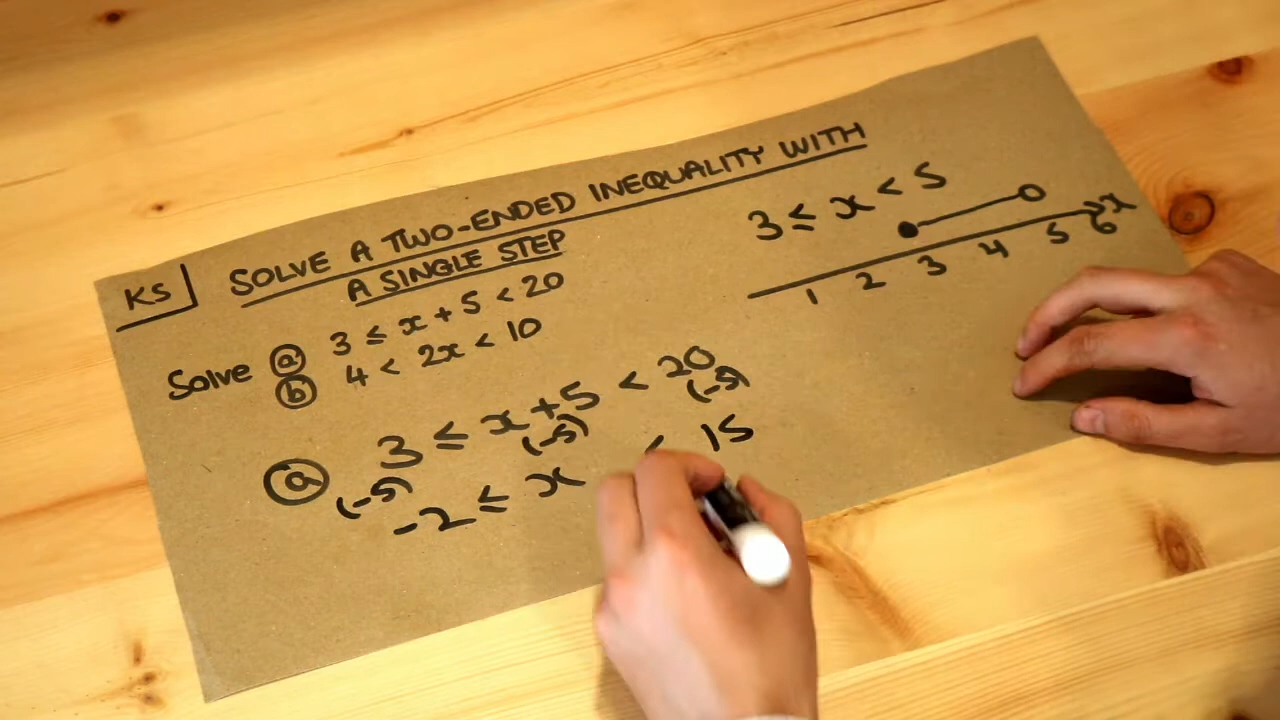 KS
SOLVE A TWO-ENDED INEQUALITY WITH
A SINGLE STEP
Solve ⓐ 3 ≤ x + 5 < 20
ⓑ 4 < 2x < 10
3 ≤ x < 5
1 2 3 4 5 6 x
ⓐ 3 ≤ x+5 < 20
(-5) (-5) (-5)
-2 ≤ x < 15